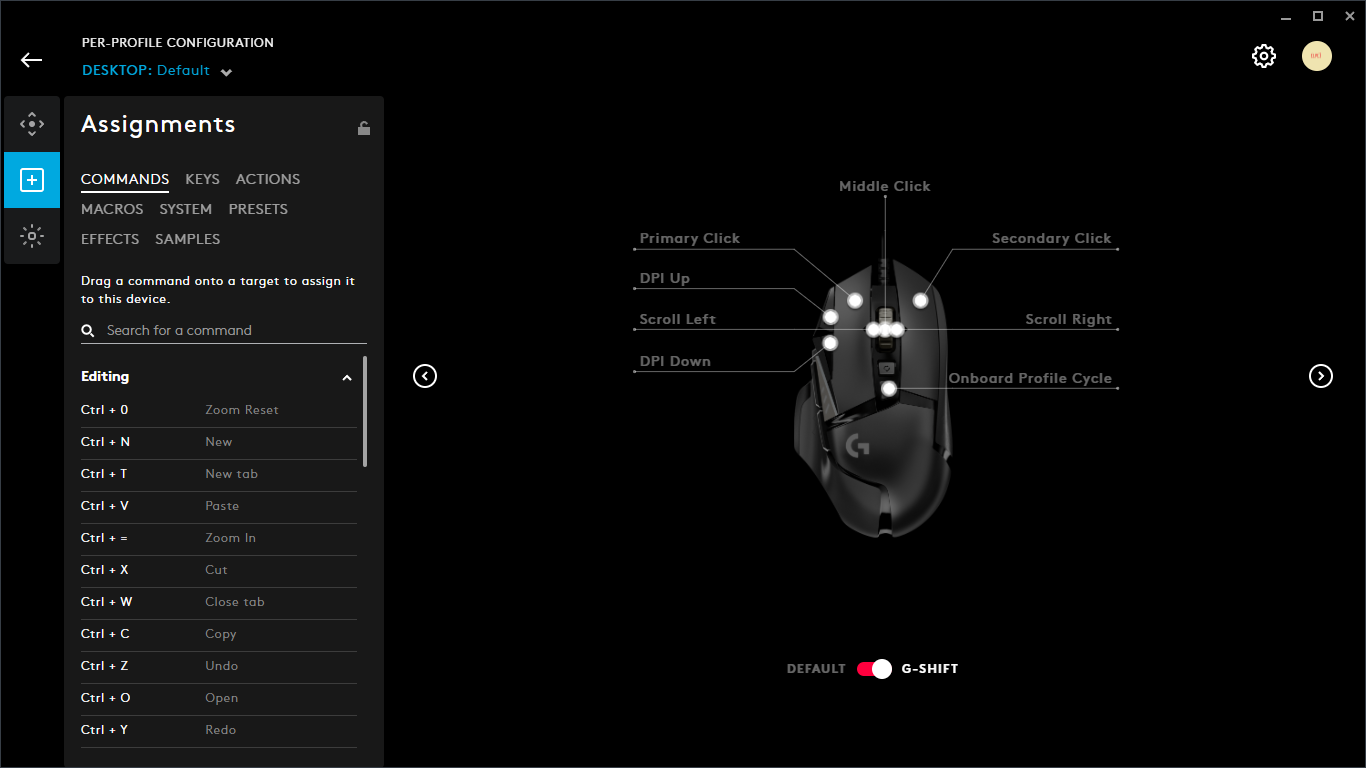 PER-PROFILE CONFIGURATION
DESKTOP: Default
Assignments
COMMANDS KEYS ACTIONS
MACROS SYSTEM PRESETS
EFFECTS SAMPLES
Drag a command onto a target to assign it
to this device.
Search for a command
Editing
Ctrl + 0 Zoom Reset
Ctrl + N New
Ctrl + T New tab
Ctrl + V Paste
Ctrl + = Zoom In
Ctrl + X Cut
Ctrl + W Close tab
Ctrl + C Copy
Ctrl + Z Undo
Ctrl + O Open
Ctrl + Y Redo
Middle Click
Primary Click
Secondary Click
DPI Up
Scroll Left
Scroll Right
DPI Down
Onboard Profile Cycle
DEFAULT G-SHIFT